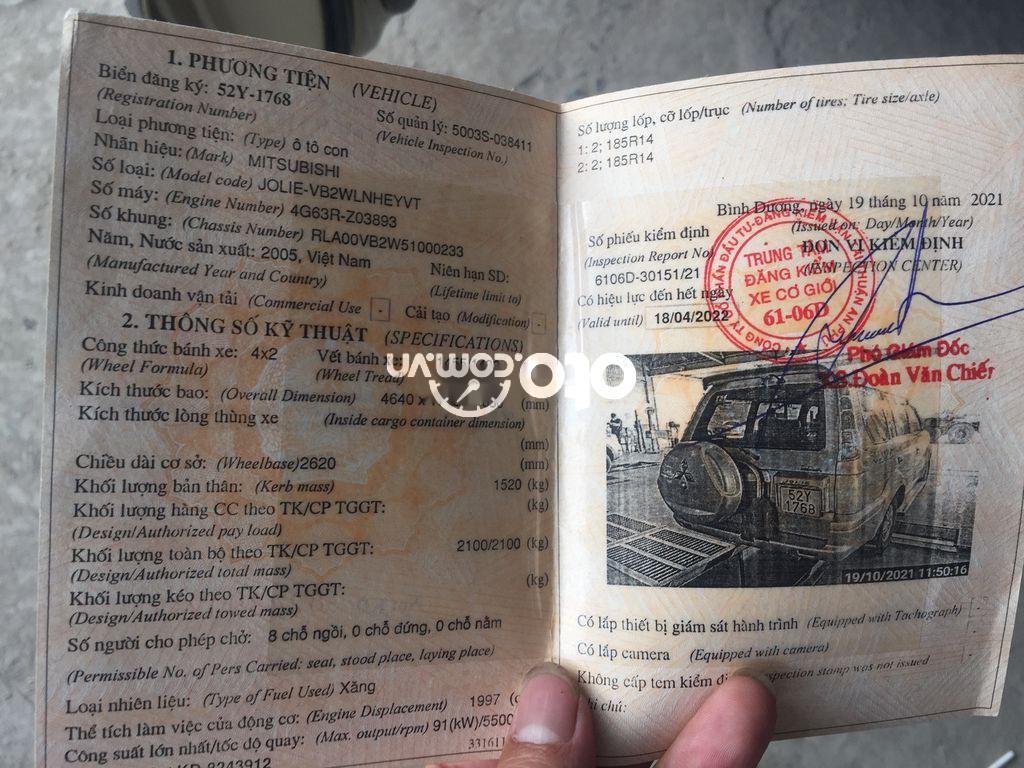 1. PHƯƠNG TIỆN (VEHICLE)
Biển đăng ký: 52Y-1768
(Registration Number)
Số quản lý: 5003S-038411
(Vehicle Inspection No.)
Loại phương tiện: (Type) ô tô con
Nhãn hiệu: (Mark) MITSUBISHI
Số loại: (Model code) JOLIE-VB2WLNHEYVT
Số máy: (Engine Number) 4G63R-Z03893
Số khung: (Chassis Number) RLA00VB2W51000233
Năm, Nước sản xuất: 2005, Việt Nam
(Manufactured Year and Country)
Niên hạn SD:
(Lifetime limit to)
Kinh doanh vận tải (Commercial Use) - Cải tạo (Modification) -
2. THÔNG SỐ KỸ THUẬT (SPECIFICATIONS)
Công thức bánh xe: 4x2
(Wheel Formula)
Vết bánh xe:
(Wheel Tread)
Kích thước bao: (Overall Dimension) 4640 x (mm)
Kích thước lòng thùng xe (Inside cargo container dimension)
(mm)
Chiều dài cơ sở: (Wheelbase)2620 (mm)
Khối lượng bản thân: (Kerb mass) 1520 (kg)
Khối lượng hàng CC theo TK/CP TGGT:
(Design/Authorized pay load)
Khối lượng toàn bộ theo TK/CP TGGT: 2100/2100 (kg)
(Design/Authorized total mass)
Khối lượng kéo theo TK/CP TGGT: (kg)
(Design/Authorized towed mass)
Số người cho phép chở: 8 chỗ ngồi, 0 chỗ đứng, 0 chỗ nằm
(Permissible No. of Pers Carried: seat, stood place, laying place)
Loại nhiên liệu: (Type of Fuel Used) Xăng
Thể tích làm việc của động cơ: (Engine Displacement) 1997
Công suất lớn nhất/tốc độ quay: (Max. output/rpm) 91(kW)/5500
KD-8243912
Số lượng lốp, cỡ lốp/trục (Number of tires; Tire size/axle)
1: 2; 185R14
2: 2; 185R14
Bình Dương, ngày 19 tháng 10 năm 2021
(Issued on: Day/Month/Year)
Số phiếu kiểm định
(Inspection Report No)
6106D-30151/21
ĐƠN VỊ KIỂM ĐỊNH
(INSPECTION CENTER)
Có hiệu lực đến hết ngày
(Valid until) 18/04/2022
TRUNG TÂM
ĐĂNG KIỂM
XE CƠ GIỚI
61-06D
Phó Giám Đốc
Đoàn Văn Chiến
oto.com.vn
52Y
1768
19/10/2021 11:50:16
Có lắp thiết bị giám sát hành trình (Equipped with Tachograph) -
Có lắp camera (Equipped with camera) -
Không cấp tem kiểm inspection stamp was not issued -
chú: